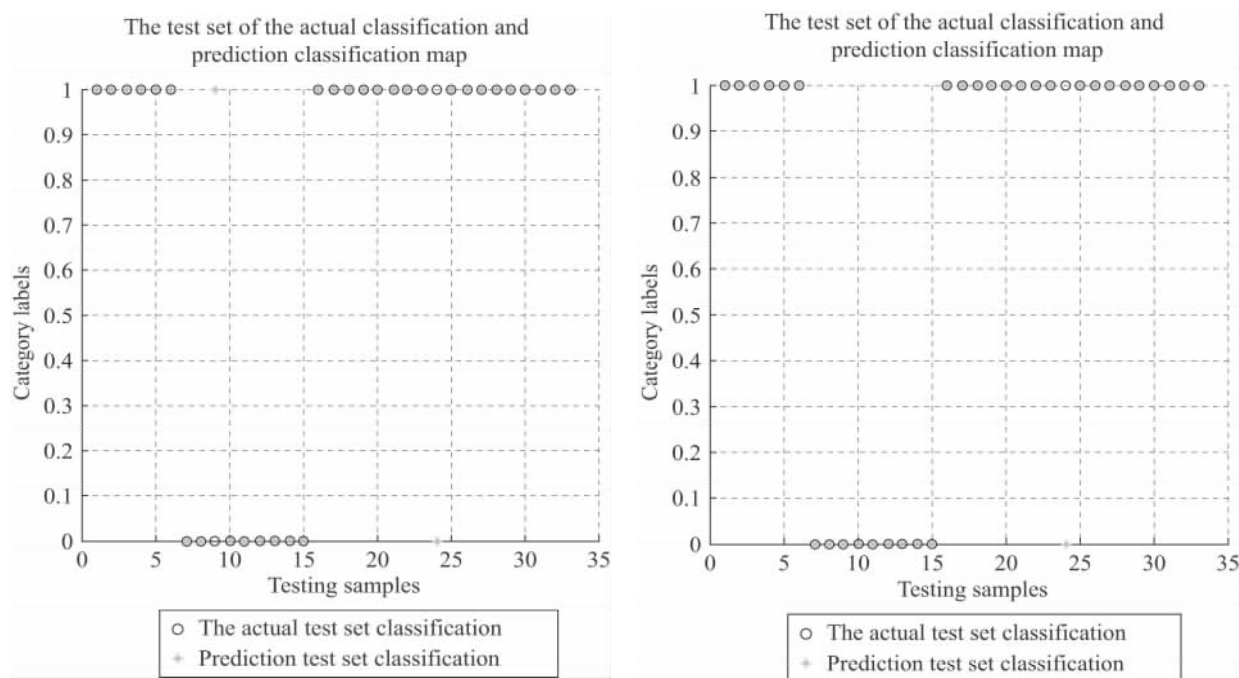 The test set of the actual classification and
prediction classification map
1
0.9
0.8
0.7
0.6
0.5
0.4
0.3
0.2
0.1
0
Category labels
0 5 10 15 20 25 30 35
Testing samples
The actual test set classification
Prediction test set classification
The test set of the actual classification and
prediction classification map
1
0.9
0.8
0.7
0.6
0.5
0.4
0.3
0.2
0.1
0
Category labels
0 5 10 15 20 25 30 35
Testing samples
The actual test set classification
Prediction test set classification